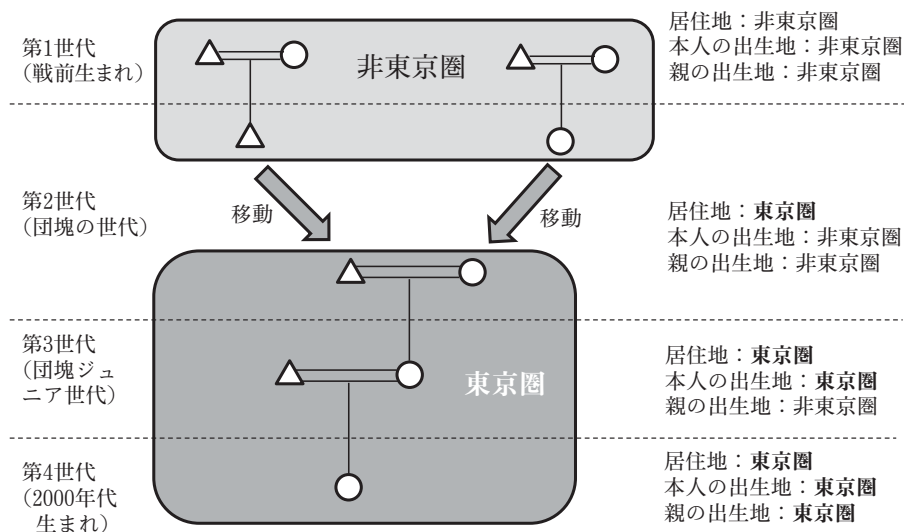 第1世代
（戦前生まれ）
非東京圏
居住地：非東京圏
本人の出生地：非東京圏
親の出生地：非東京圏
第2世代
（団塊の世代）
移動
移動
居住地：東京圏
本人の出生地：非東京圏
親の出生地：非東京圏
第3世代
（団塊ジュ
ニア世代）
東京圏
居住地：東京圏
本人の出生地：東京圏
親の出生地：非東京圏
第4世代
（2000年代
生まれ）
居住地：東京圏
本人の出生地：東京圏
親の出生地：東京圏